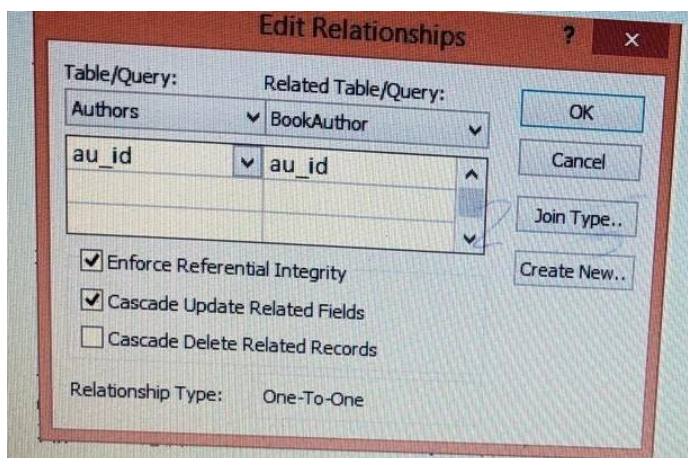 Edit Relationships ? ×
Table/Query: Related Table/Query:
Authors BookAuthor
au_id au_id
Enforce Referential Integrity
Cascade Update Related Fields
Cascade Delete Related Records
Relationship Type: One-To-One
OK
Cancel
Join Type..
Create New..